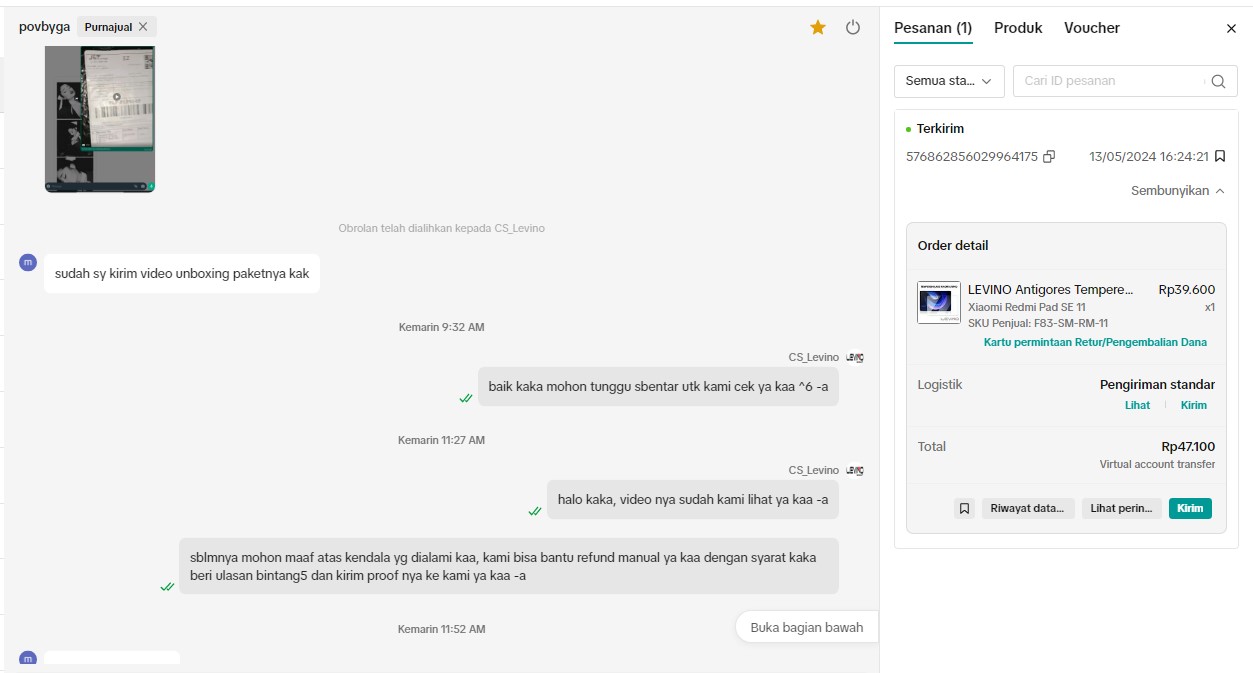 povbyga
Purnajual
Obrolan telah dialihkan kepada CS_Levino
m
sudah sy kirim video unboxing paketnya kak
Kemarin 9:32 AM
CS_Levino
LEVINO
baik kaka mohon tunggu sbentar utk kami cek ya kaa ^6 -a
Kemarin 11:27 AM
CS_Levino
LEVINO
halo kaka, video nya sudah kami lihat ya kaa -a
sblmnya mohon maaf atas kendala yg dialami kaa, kami bisa bantu refund manual ya kaa dengan syarat kaka
beri ulasan bintang5 dan kirim proof nya ke kami ya kaa -a
Kemarin 11:52 AM
Buka bagian bawah
m
Pesanan (1) Produk Voucher
Semua sta...
Cari ID pesanan
Terkirim
576862856029964175 13/05/2024 16:24:21
Sembunyikan
Order detail
LEVINO Antigores Tempere... Rp39.600
Xiaomi Redmi Pad SE 11 x1
SKU Penjual: F83-SM-RM-11
Kartu permintaan Retur/Pengembalian Dana
Logistik Pengiriman standar
Lihat Kirim
Total Rp47.100
Virtual account transfer
Riwayat data... Lihat perin... Kirim